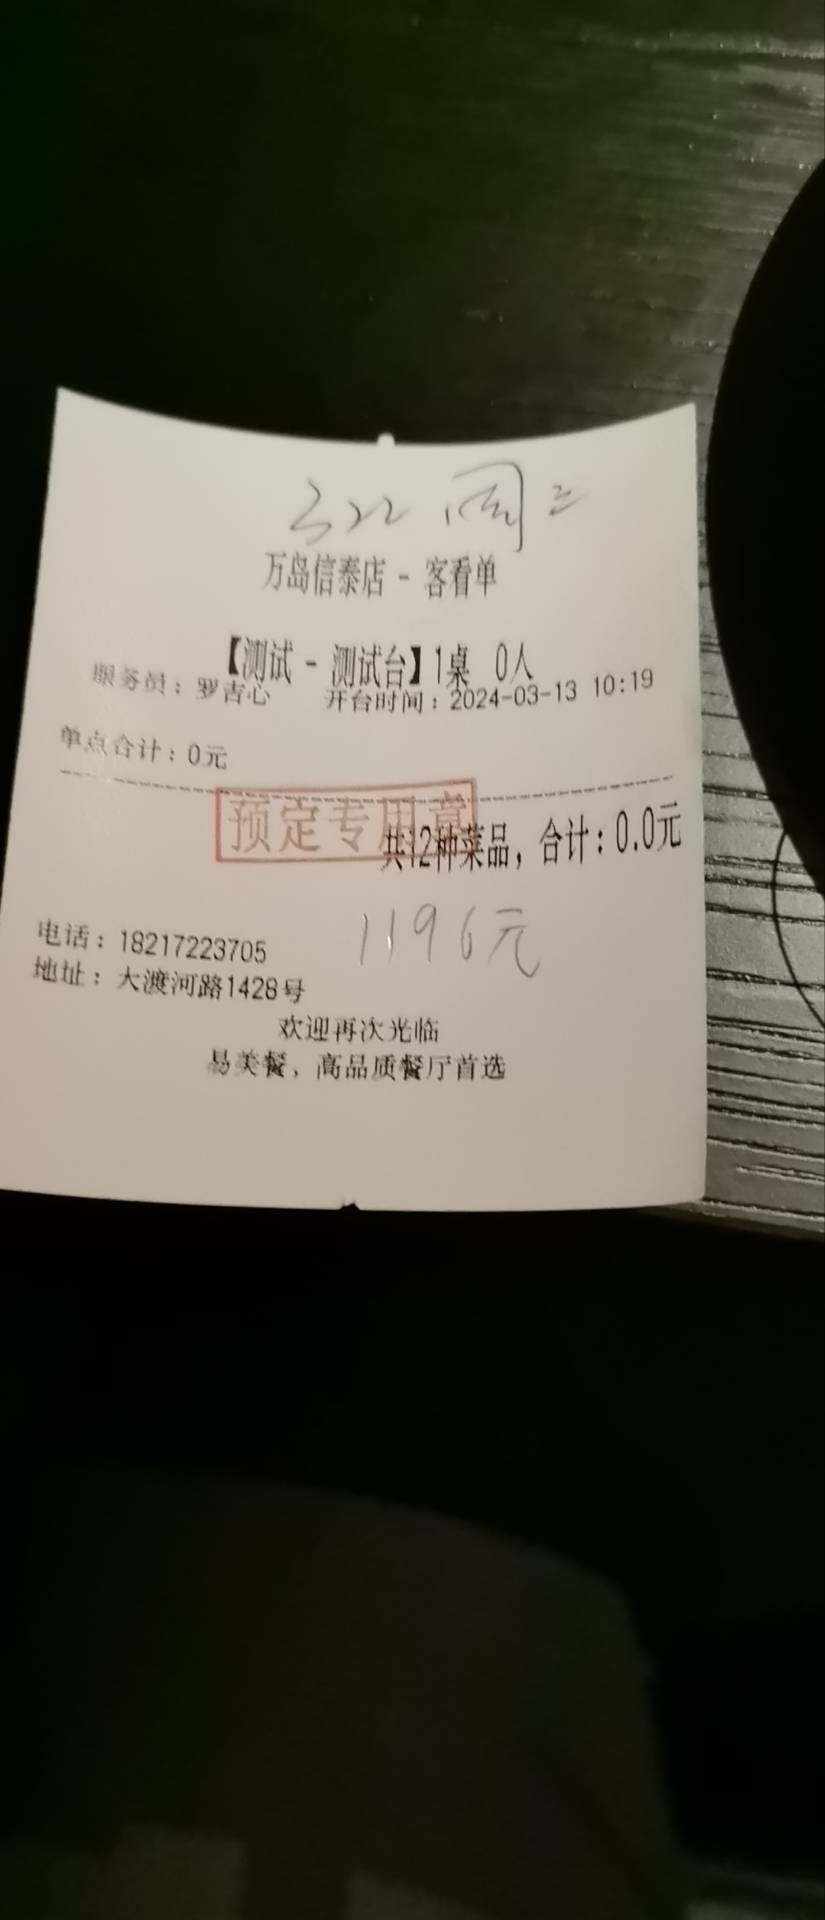 322 周三
万岛信泰店 - 客看单
【测试 - 测试台】1桌 0人
服务员：罗吉心 开台时间：2024-03-13 10:19
单点合计：0元
预定专用章
共12种菜品，合计：0.0元
1196元
电话：18217223705
地址：大渡河路1428号
欢迎再次光临
易美餐，高品质餐厅首选